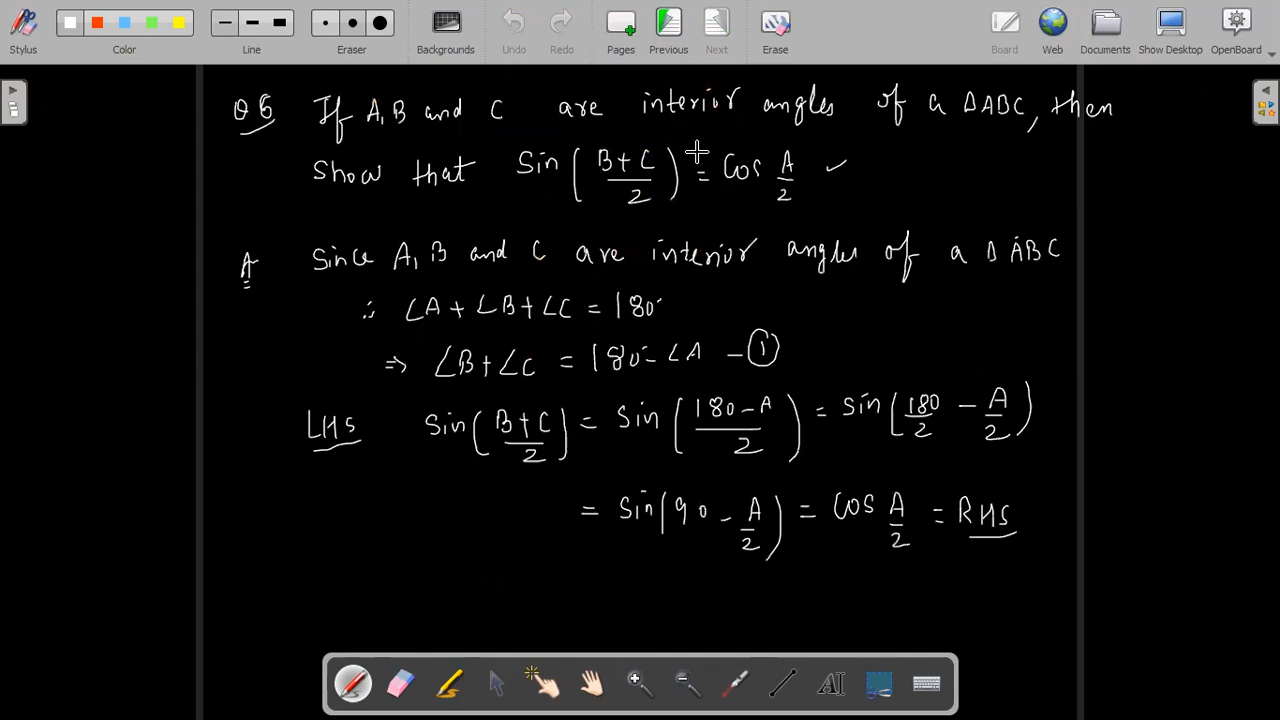 Stylus Color Line Eraser Backgrounds Undo Redo Pages Previous Next Erase Board Web Documents Show Desktop OpenBoard
Q6 If A, B and C are interior angles of a ΔABC, then
Show that Sin(B+C/2) = Cos A/2 ✓
A Since A, B and C are interior angles of a ΔABC
∴ ∠A + ∠B + ∠C = 180°
⇒ ∠B + ∠C = 180° - ∠A - ①
LHS Sin(B+C/2) = Sin(180-A/2) = Sin(180/2 - A/2)
= Sin(90 - A/2) = Cos A/2 = RHS